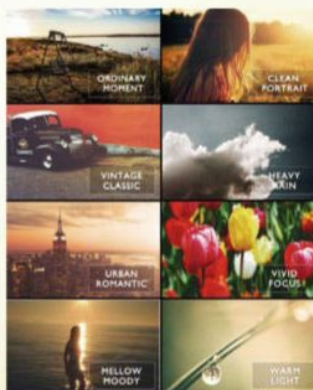 ORDINARY
MOMENT
CLEAN
PORTRAIT
VINTAGE
CLASSIC
HEAVY
RAIN
URBAN
ROMANTIC
VIVID
FOCUS
MELLOW
MOODY
WARM
LIGHT